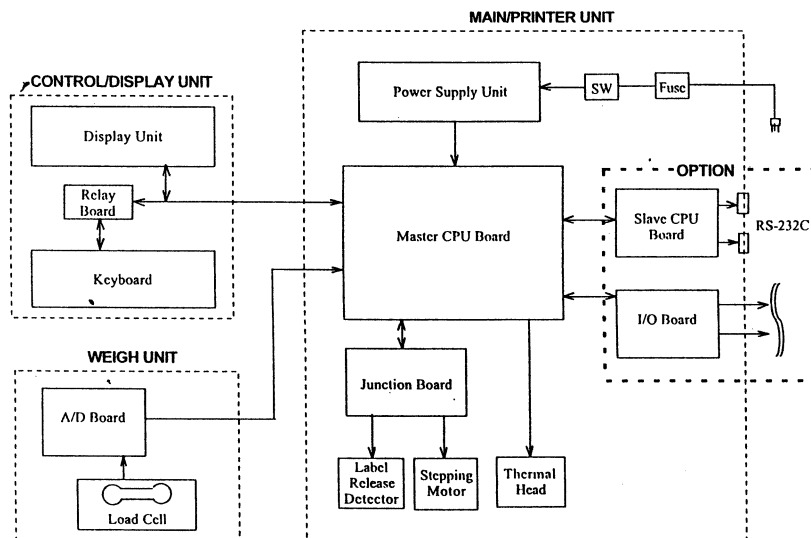 MAIN/PRINTER UNIT
CONTROL/DISPLAY UNIT
Power Supply Unit
SW
Fuse
Display Unit
OPTION
Relay
Board
Master CPU Board
Slave CPU
Board
RS-232C
Keyboard
I/O Board
WEIGH UNIT
Junction Board
A/D Board
Label
Release
Detector
Stepping
Motor
Thermal
Head
Load Cell